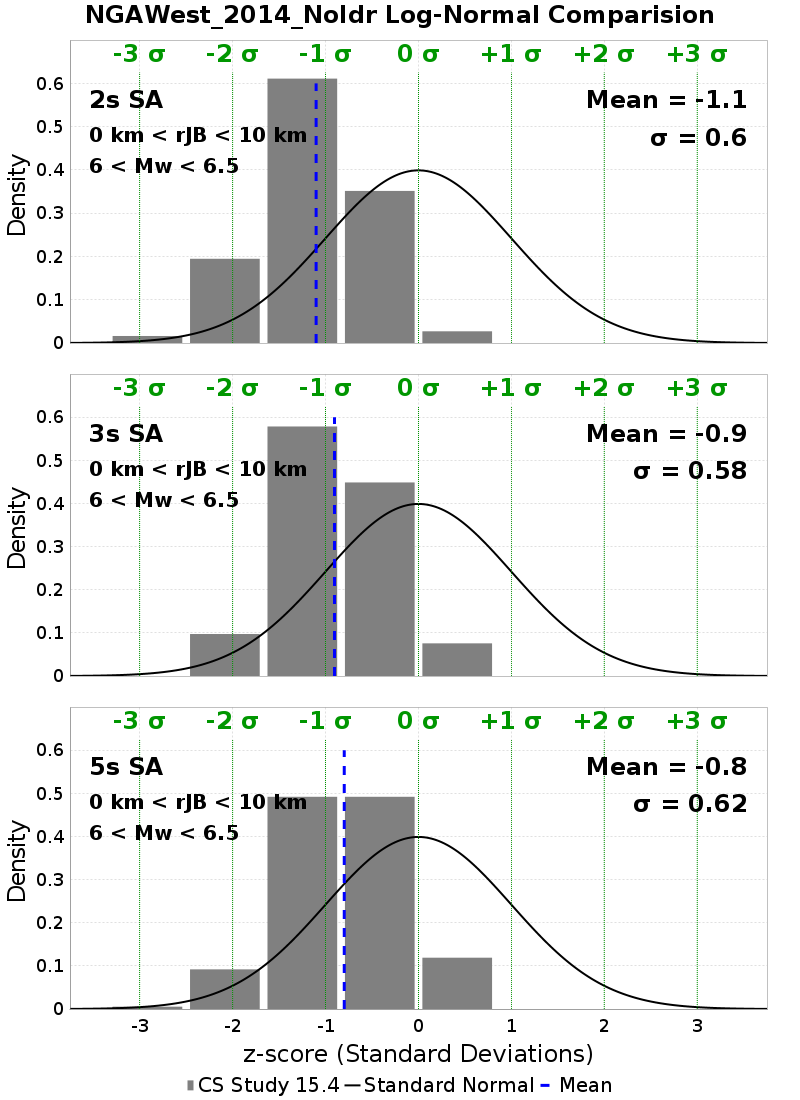 NGAWest_2014_NoIdr Log-Normal Comparision
-3 σ -2 σ -1 σ 0 σ +1 σ +2 σ +3 σ
2s SA
Mean = -1.1
0 km < rJB < 10 km
σ = 0.6
6 < Mw < 6.5
0.6
0.5
0.4
0.3
0.2
0.1
0
Density
-3 σ -2 σ -1 σ 0 σ +1 σ +2 σ +3 σ
3s SA
Mean = -0.9
0 km < rJB < 10 km
σ = 0.58
6 < Mw < 6.5
0.6
0.5
0.4
0.3
0.2
0.1
0
Density
-3 σ -2 σ -1 σ 0 σ +1 σ +2 σ +3 σ
5s SA
Mean = -0.8
0 km < rJB < 10 km
σ = 0.62
6 < Mw < 6.5
0.6
0.5
0.4
0.3
0.2
0.1
0
Density
-3 -2 -1 0 1 2 3
z-score (Standard Deviations)
CS Study 15.4 Standard Normal Mean